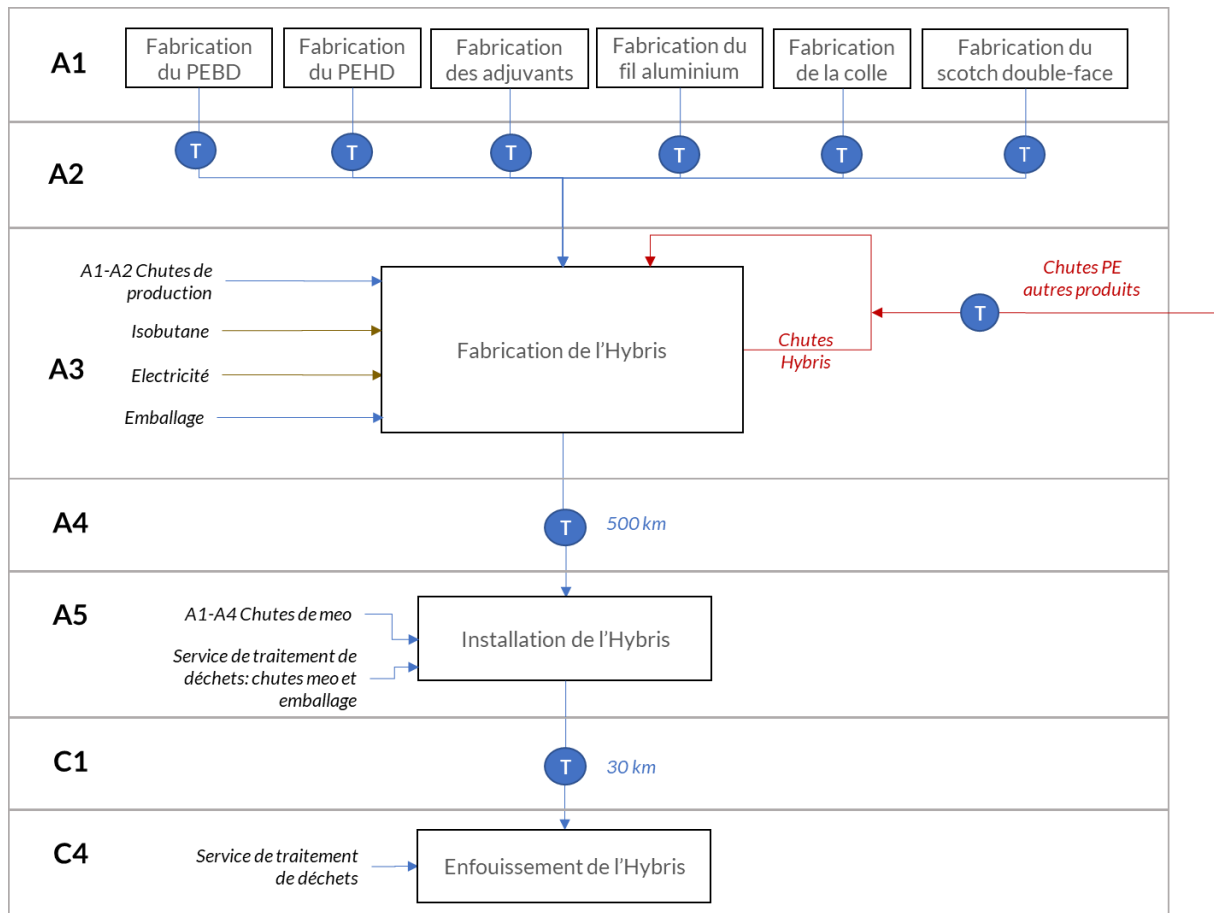 A1
Fabrication
du PEBD
Fabrication
du PEHD
Fabrication
des adjuvants
Fabrication du
fil aluminium
Fabrication
de la colle
Fabrication du
scotch double-face
A2
T
T
T
T
T
T
A3
A1-A2 Chutes de
production
Isobutane
Electricité
Emballage
Fabrication de l'Hybris
Chutes
Hybris
T
Chutes PE
autres produits
A4
T
500 km
A5
A1-A4 Chutes de meo
Service de traitement de
déchets: chutes meo et
emballage
Installation de l'Hybris
C1
T
30 km
C4
Service de traitement
de déchets
Enfouissement de l'Hybris